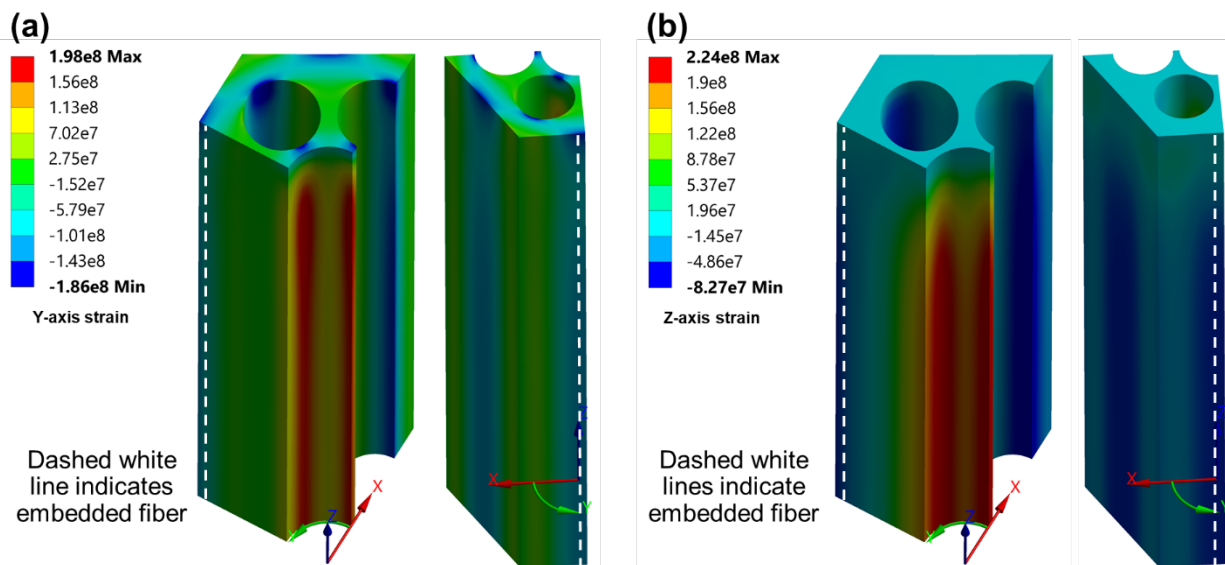 (a)
1.98e8 Max
1.56e8
1.13e8
7.02e7
2.75e7
-1.52e7
-5.79e7
-1.01e8
-1.43e8
-1.86e8 Min
Y-axis strain
Dashed white
line indicates
embedded fiber
X
Z
X
Y
(b)
2.24e8 Max
1.9e8
1.56e8
1.22e8
8.78e7
5.37e7
1.96e7
-1.45e7
-4.86e7
-8.27e7 Min
Z-axis strain
Dashed white
lines indicate
embedded fiber
X
Z
X